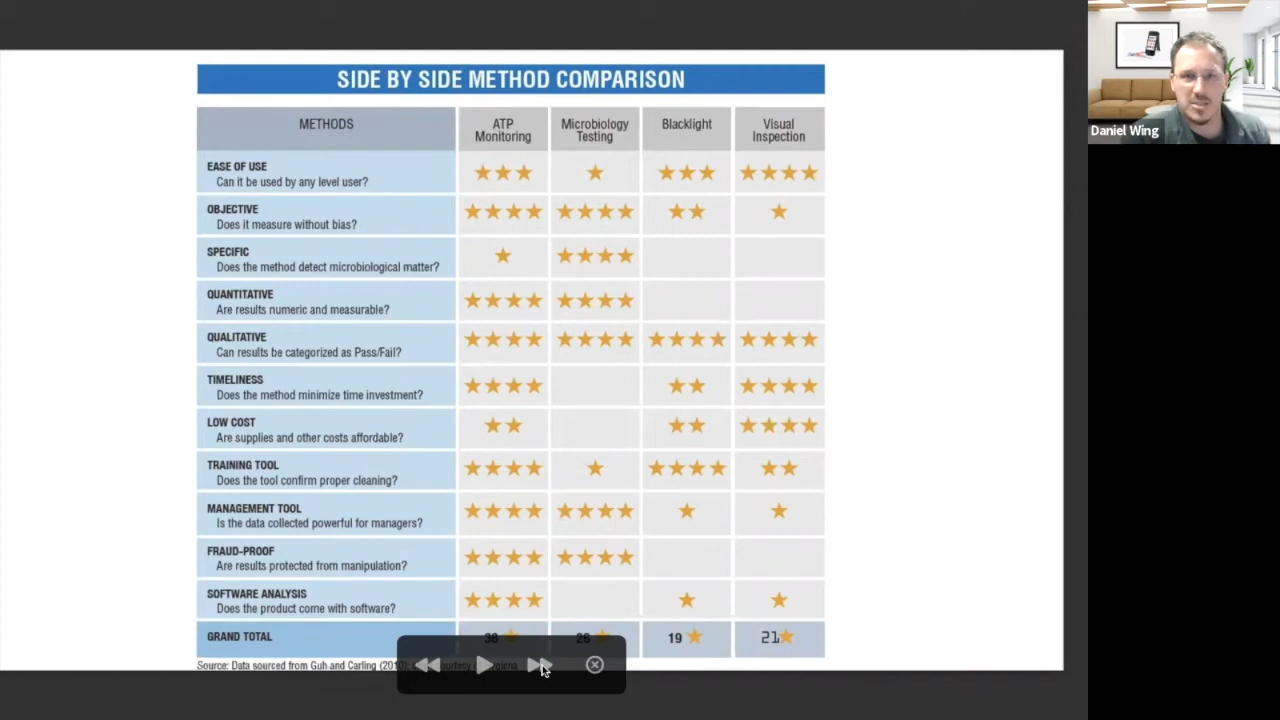 SIDE BY SIDE METHOD COMPARISON
METHODS
ATP
Monitoring
Microbiology
Testing
Blacklight
Visual
Inspection
EASE OF USE
Can it be used by any level user?
OBJECTIVE
Does it measure without bias?
SPECIFIC
Does the method detect microbiological matter?
QUANTITATIVE
Are results numeric and measurable?
QUALITATIVE
Can results be categorized as Pass/Fail?
TIMELINESS
Does the method minimize time investment?
LOW COST
Are supplies and other costs affordable?
TRAINING TOOL
Does the tool confirm proper cleaning?
MANAGEMENT TOOL
Is the data collected powerful for managers?
FRAUD-PROOF
Are results protected from manipulation?
SOFTWARE ANALYSIS
Does the product come with software?
GRAND TOTAL 38 26 19 21
Source: Data sourced from Guh and Carling (2010)
Daniel Wing